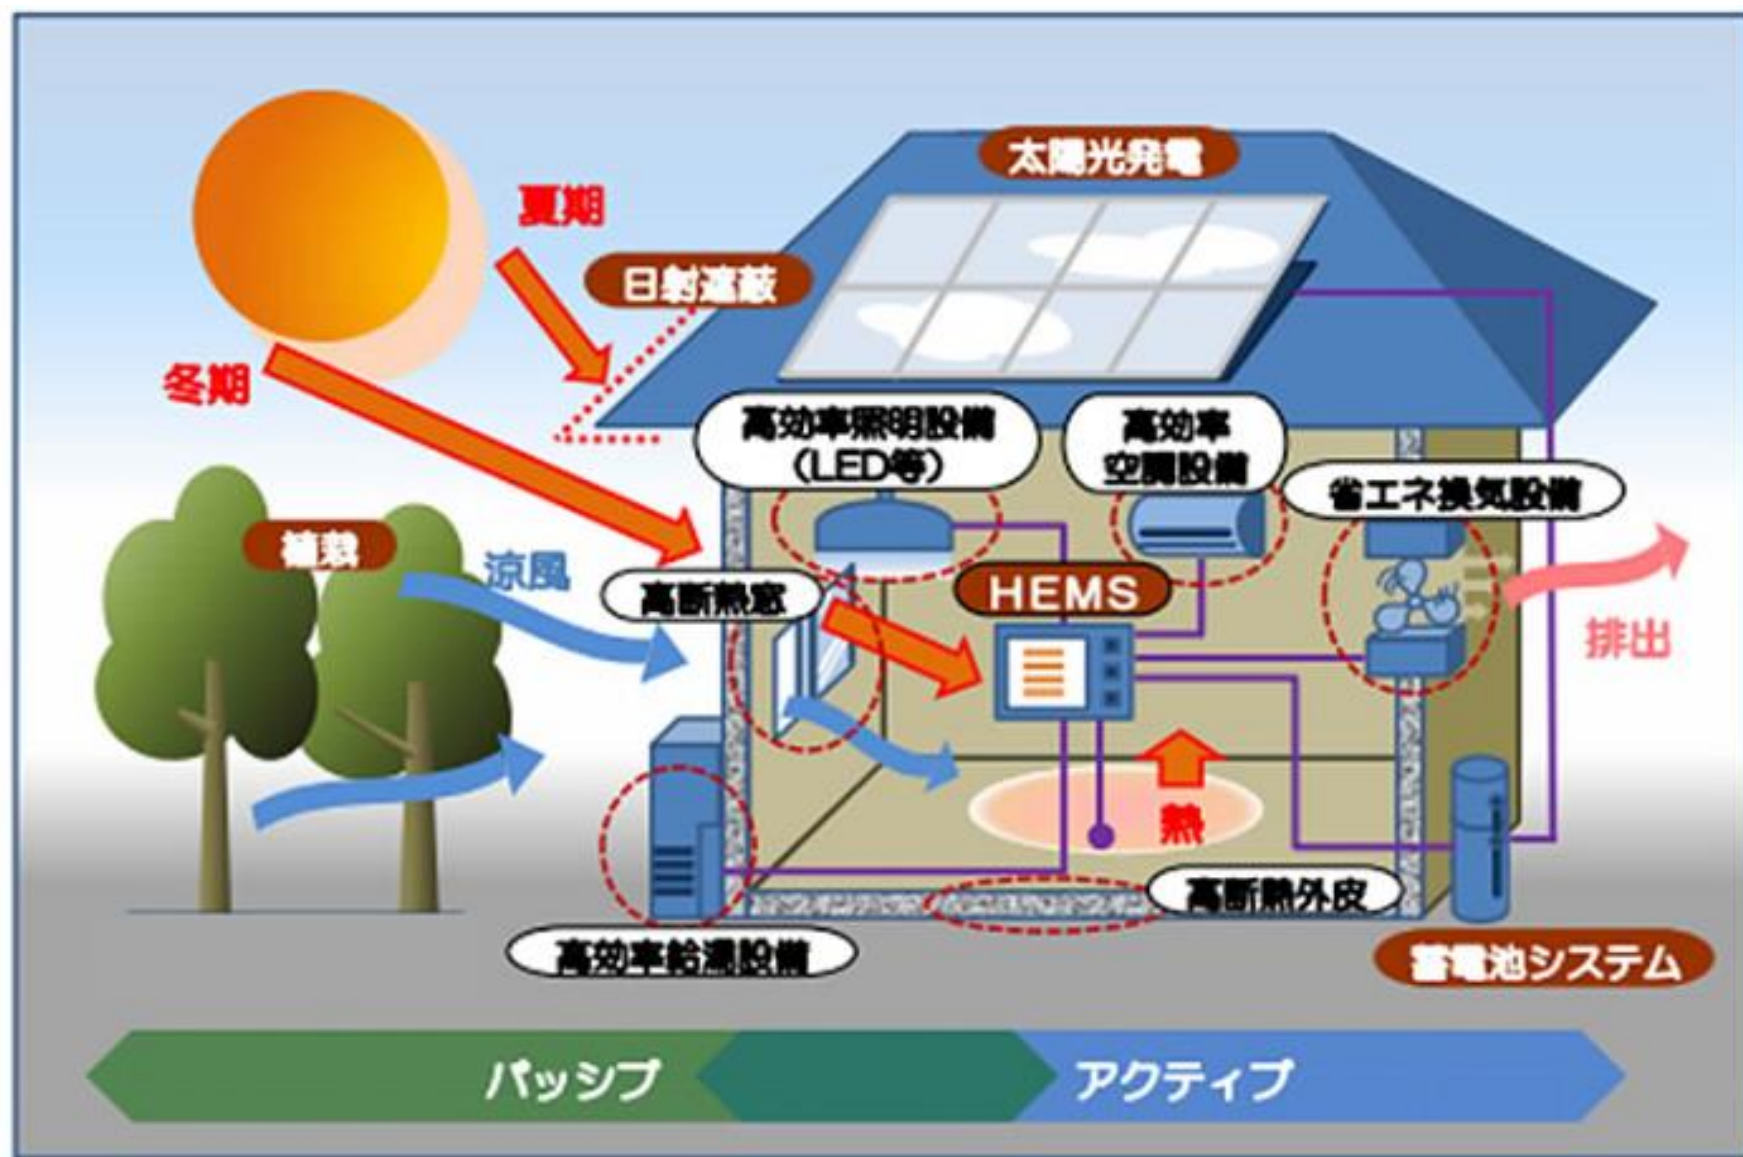 太陽光発電
夏期
日射遮蔽
冬期
高効率照明設備
（LED等）
高効率
空調設備
省エネ換気設備
植栽
涼風
高断熱窓
HEMS
排出
熱
高断熱外皮
高効率給湯設備
蓄電池システム
パッシブ
アクティブ